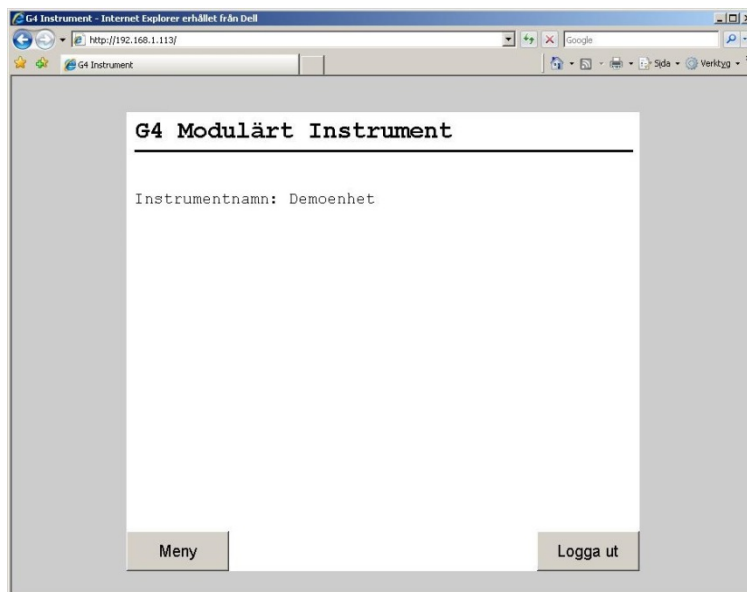 G4 Instrument - Internet Explorer erhållet från Dell
http://192.168.1.113/
Google
G4 Instrument
Sida
Verktyg
G4 Modulärt Instrument
Instrumentnamn: Demoenhet
Meny
Logga ut